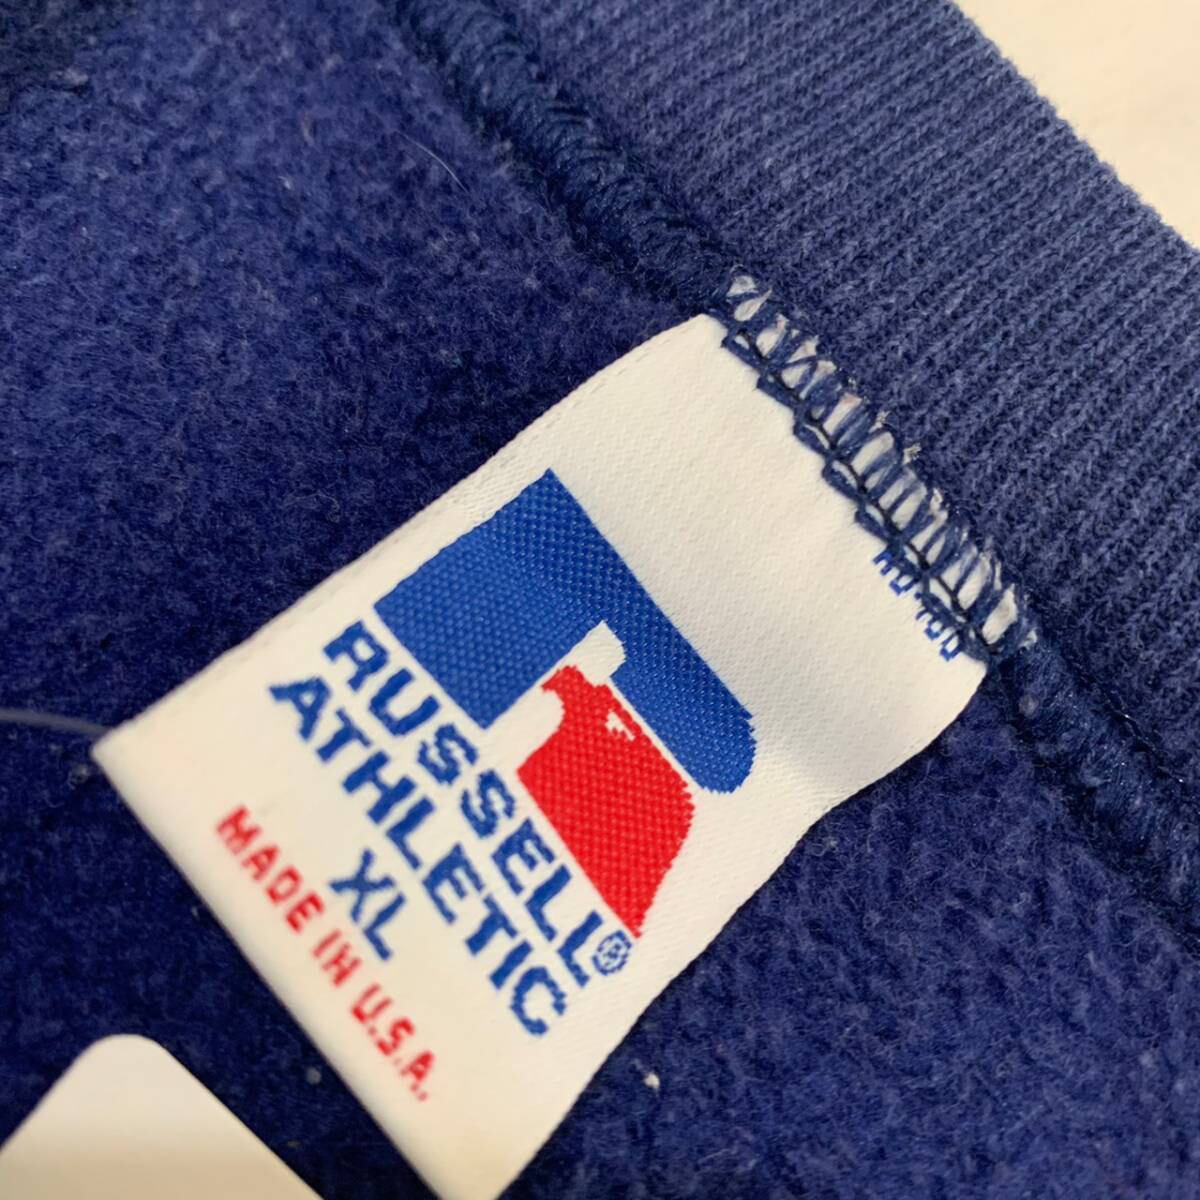 RUSSELL®
ATHLETIC
XL
MADE IN U.S.A.